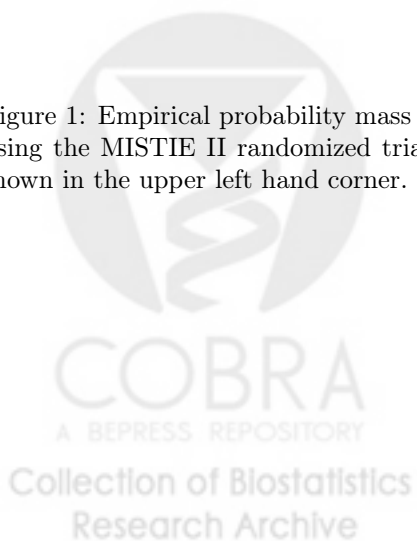 igure 1: Empirical probability mass
sing the MISTIE II randomized tria
nown in the upper left hand corner.
COBRA
A BEPRESS REPOSITORY
Collection of Biostatistics
Research Archive